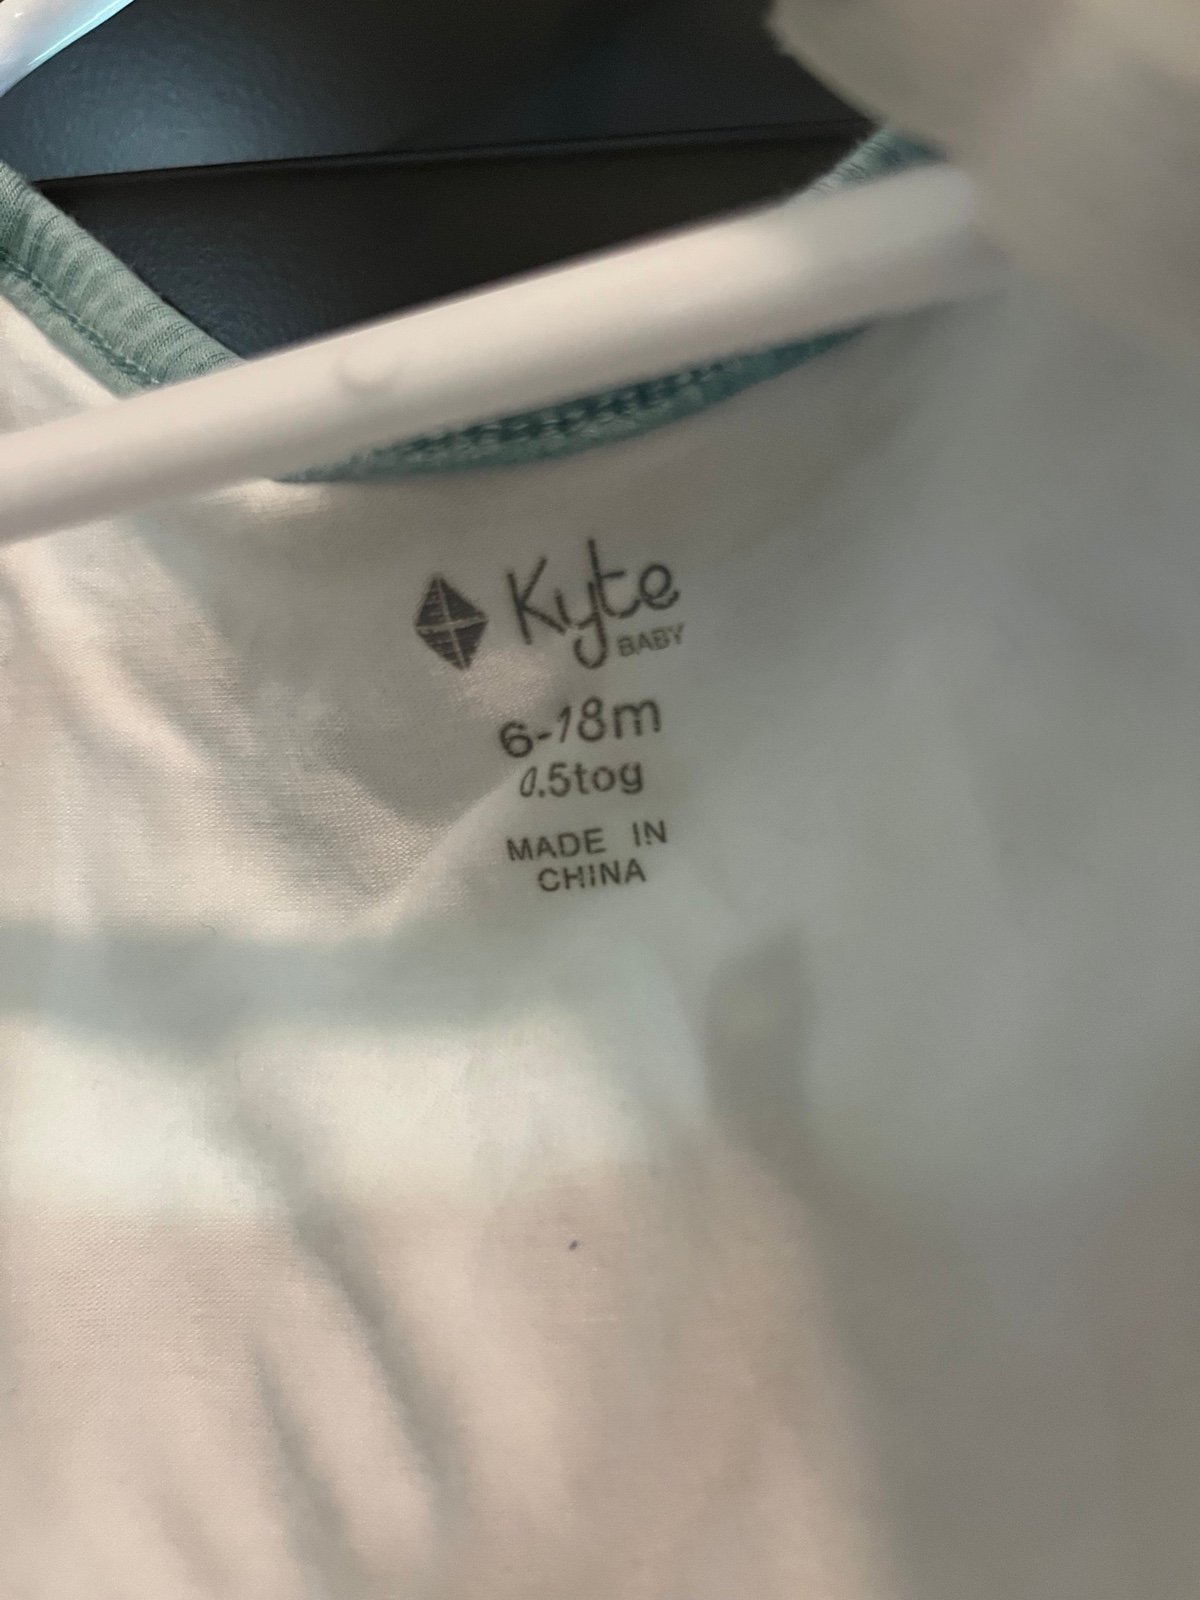 Kyte
BABY
6-18m
0.5tog
MADE IN
CHINA